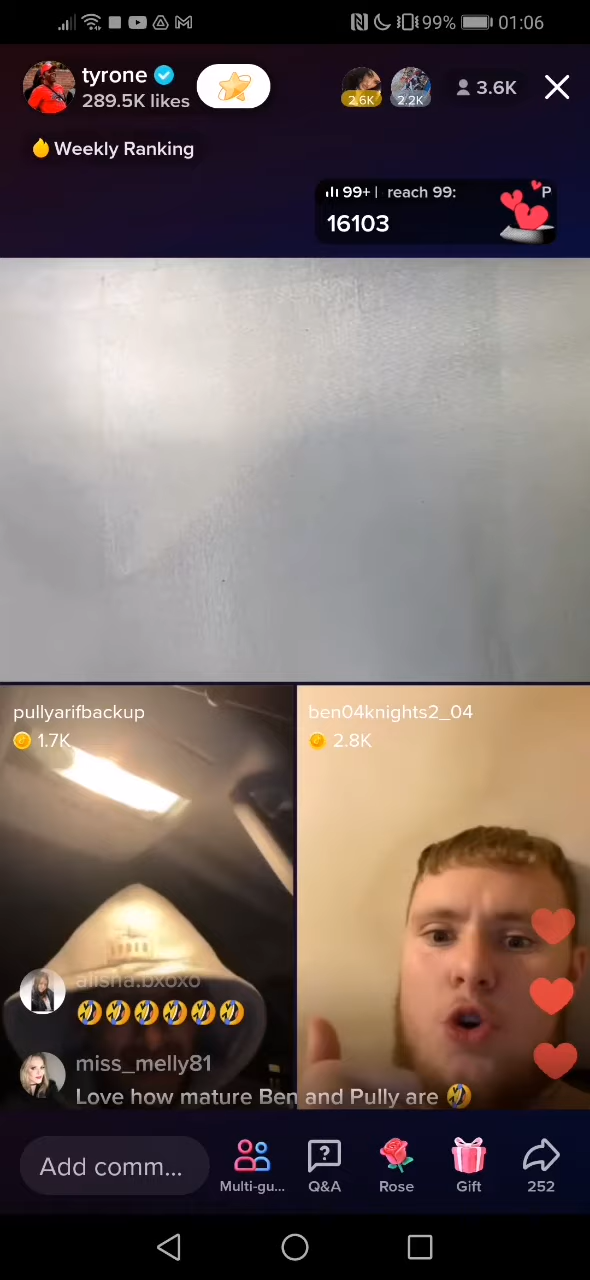 99% 01:06
tyrone
289.5K likes
2.6K
2.2K
3.6K
Weekly Ranking
99+ | reach 99:
P
16103
pullyarifbackup
1.7K
ben04knights2_04
2.8K
alisha.bxoxo
🤣🤣🤣🤣🤣🤣
miss_melly81
Love how mature Ben and Pully are 🤣
Add comm...
Multi-gu...
Q&A
Rose
Gift
252